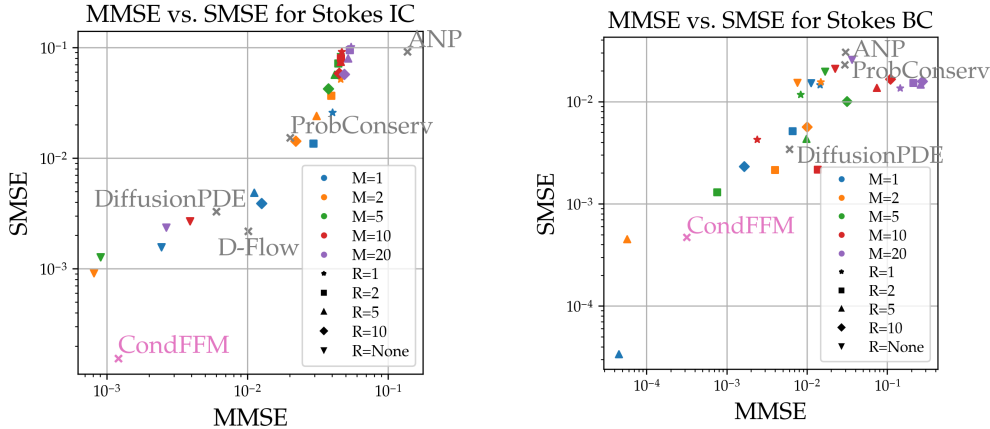 MMSE vs. SMSE for Stokes IC
SMSE
10⁻¹
10⁻²
10⁻³
ANP
ProbConserv
DiffusionPDE
D-Flow
CondFFM
M=1
M=2
M=5
M=10
M=20
R=1
R=2
R=5
R=10
R=None
10⁻³
10⁻²
10⁻¹
MMSE
MMSE vs. SMSE for Stokes BC
SMSE
10⁻²
10⁻³
10⁻⁴
ANP
ProbConserv
DiffusionPDE
CondFFM
M=1
M=2
M=5
M=10
M=20
R=1
R=2
R=5
R=10
R=None
10⁻⁴
10⁻³
10⁻²
10⁻¹
MMSE